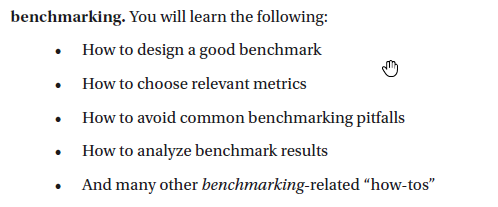 benchmarking. You will learn the following:
• How to design a good benchmark
• How to choose relevant metrics
• How to avoid common benchmarking pitfalls
• How to analyze benchmark results
• And many other benchmarking-related “how-tos”